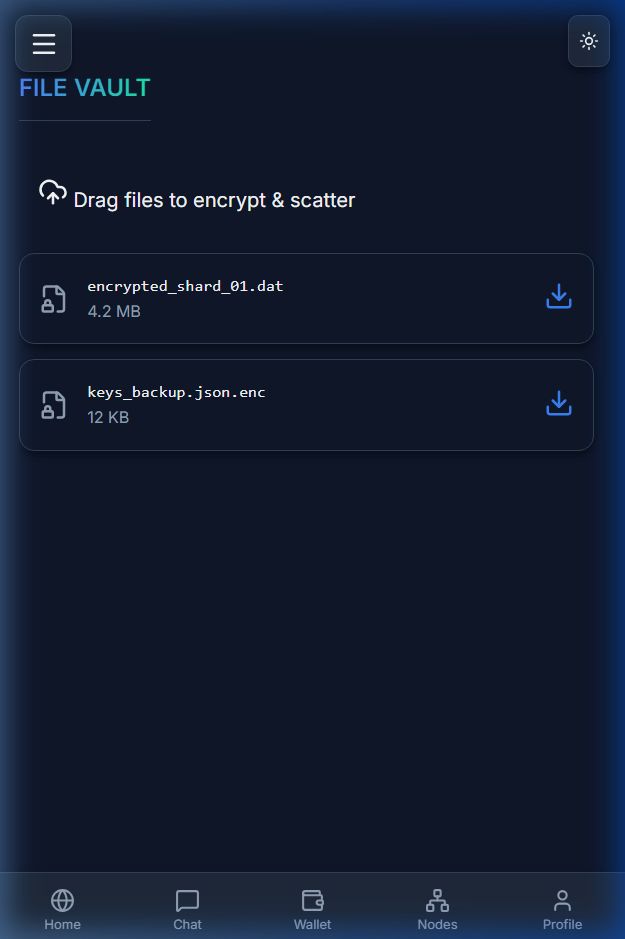 FILE VAULT
Drag files to encrypt & scatter
encrypted_shard_01.dat
4.2 MB
keys_backup.json.enc
12 KB
Home Chat Wallet Nodes Profile